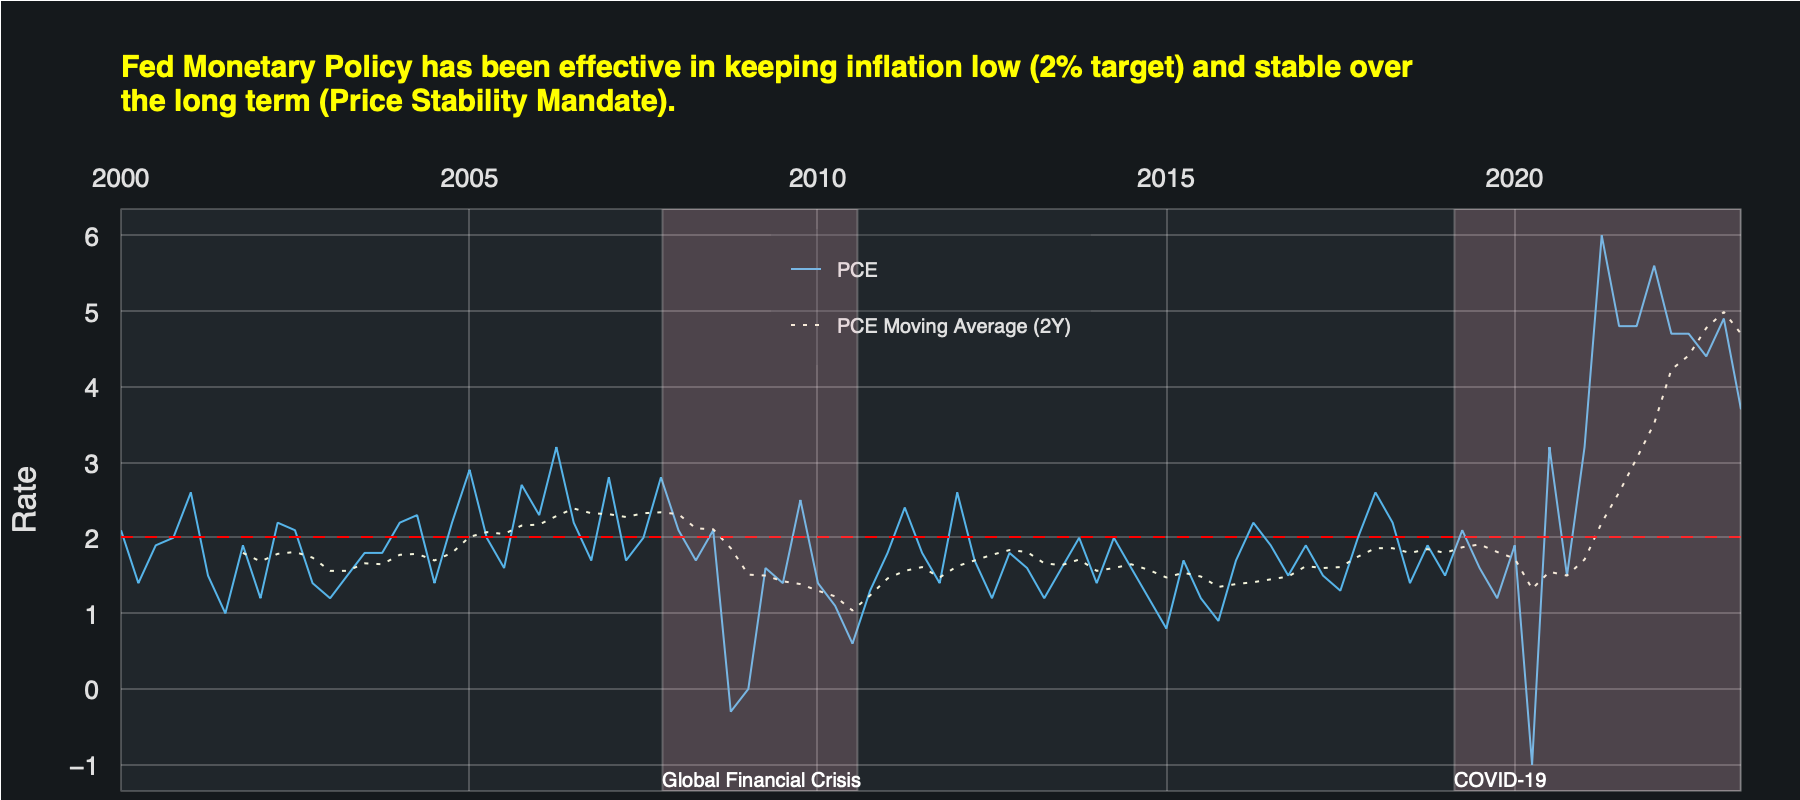 Fed Monetary Policy has been effective in keeping inflation low (2% target) and stable over
the long term (Price Stability Mandate).
2000 2005 2010 2015 2020
6
PCE
5
PCE Moving Average (2Y)
4
3
Rate
2
1
0
−1
Global Financial Crisis COVID-19